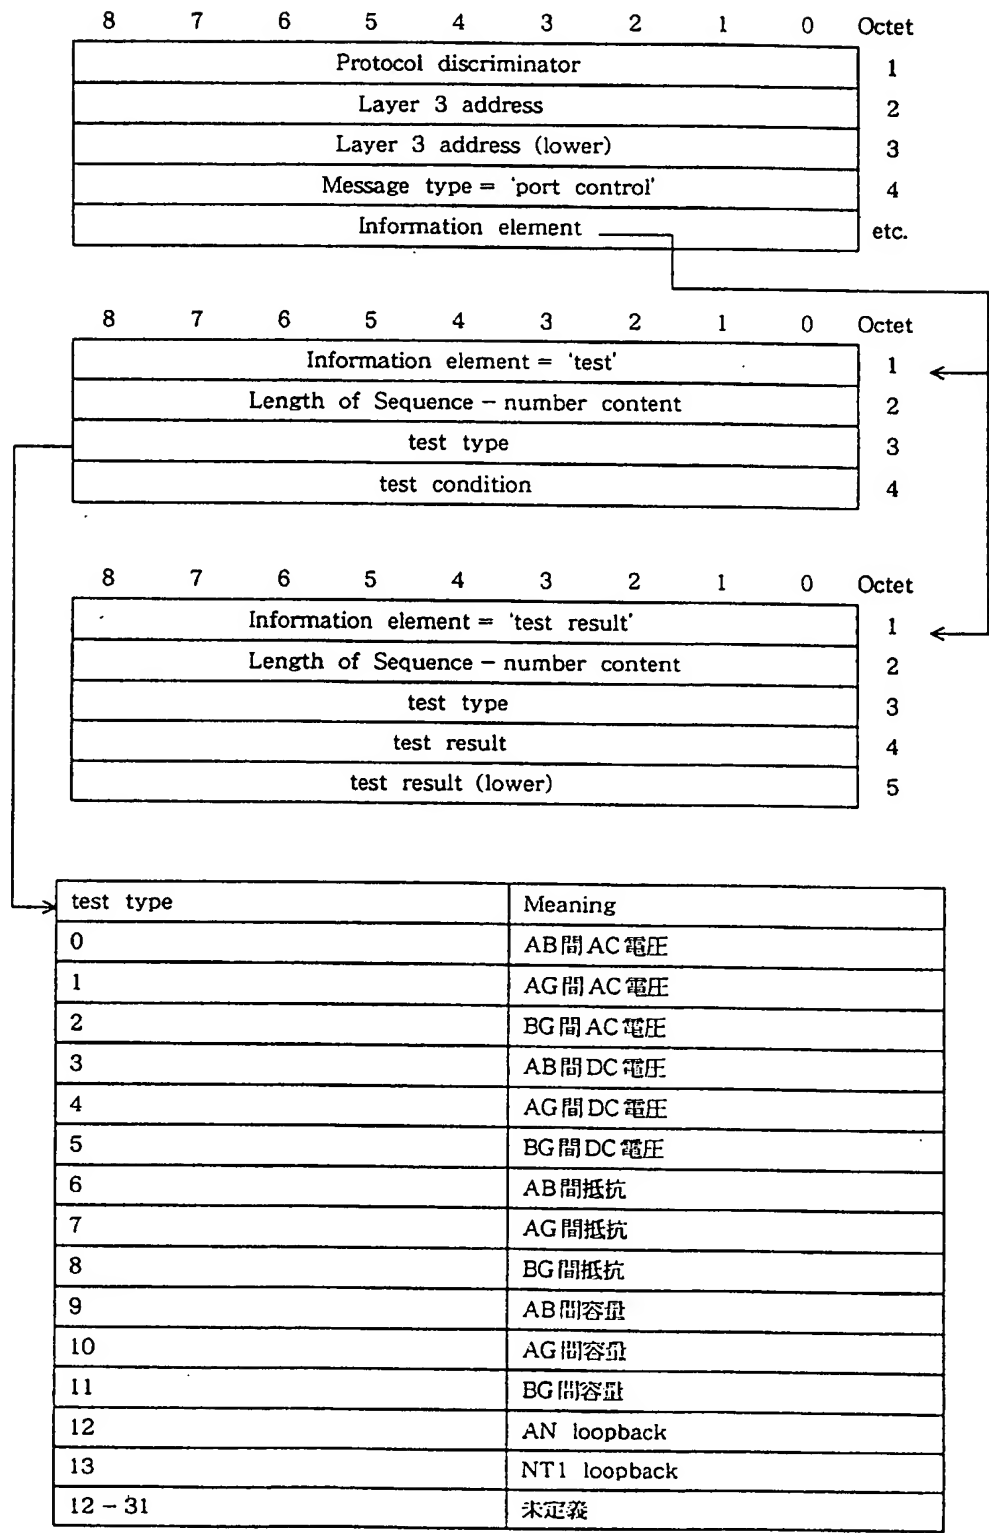 8 7 6 5 4 3 2 1 0 Octet
Protocol discriminator 1
Layer 3 address 2
Layer 3 address (lower) 3
Message type = 'port control' 4
Information element etc.
8 7 6 5 4 3 2 1 0 Octet
Information element = 'test' 1
Length of Sequence − number content 2
test type 3
test condition 4
8 7 6 5 4 3 2 1 0 Octet
Information element = 'test result' 1
Length of Sequence − number content 2
test type 3
test result 4
test result (lower) 5
test type Meaning
0 AB間AC電圧
1 AG間AC電圧
2 BG間AC電圧
3 AB間DC電圧
4 AG間DC電圧
5 BG間DC電圧
6 AB間抵抗
7 AG間抵抗
8 BG間抵抗
9 AB間容量
10 AG間容量
11 BG間容量
12 AN loopback
13 NT1 loopback
12 − 31 未定義